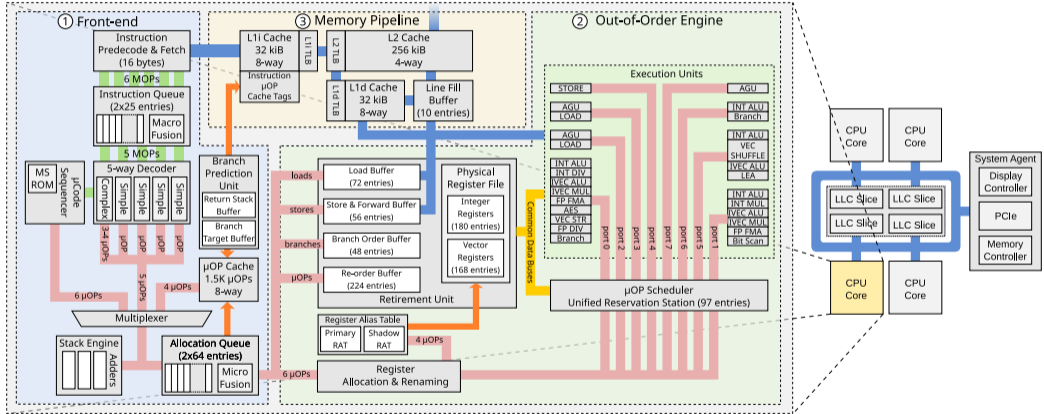 ① Front-end
Instruction
Predecode & Fetch
(16 bytes)
6 MOPs
Instruction Queue
(2x25 entries)
Macro
Fusion
5 MOPs
5-way Decoder
MS
ROM
µCode
Sequencer
Complex
Simple
Simple
Simple
Simple
3-4 µOPs
µOP
µOP
µOP
µOP
Branch
Prediction
Unit
Return Stack
Buffer
Branch
Target Buffer
µOP Cache
1.5K µOPs
8-way
5 µOPs
4 µOPs
6 µOPs
Multiplexer
Stack Engine
Adders
Allocation Queue
(2x64 entries)
Micro
Fusion
③ Memory Pipeline
L1i Cache
32 kiB
8-way
L1i TLB
Instruction
µOP
Cache Tags
L2 TLB
L2 Cache
256 kiB
4-way
L1d TLB
L1d Cache
32 kiB
8-way
Line Fill
Buffer
(10 entries)
② Out-of-Order Engine
loads
Load Buffer
(72 entries)
stores
Store & Forward Buffer
(56 entries)
branches
Branch Order Buffer
(48 entries)
µOPs
Re-order Buffer
(224 entries)
Physical
Register File
Integer
Registers
(180 entries)
Vector
Registers
(168 entries)
Retirement Unit
Register Alias Table
Primary
RAT
Shadow
RAT
4 µOPs
6 µOPs
Register
Allocation & Renaming
Common Data Buses
Execution Units
STORE
AGU
LOAD
AGU
LOAD
INT ALU
INT DIV
IVEC ALU
IVEC MUL
FP FMA
AES
VEC STR
FP DIV
Branch
port 0
port 2
port 3
port 4
port 7
port 6
port 5
port 1
AGU
INT ALU
Branch
INT ALU
VEC
SHUFFLE
IVEC ALU
LEA
INT ALU
INT MUL
IVEC ALU
IVEC MUL
FP FMA
Bit Scan
µOP Scheduler
Unified Reservation Station (97 entries)
CPU
Core
CPU
Core
LLC Slice
LLC Slice
LLC Slice
LLC Slice
CPU
Core
CPU
Core
System Agent
Display
Controller
PCIe
Memory
Controller